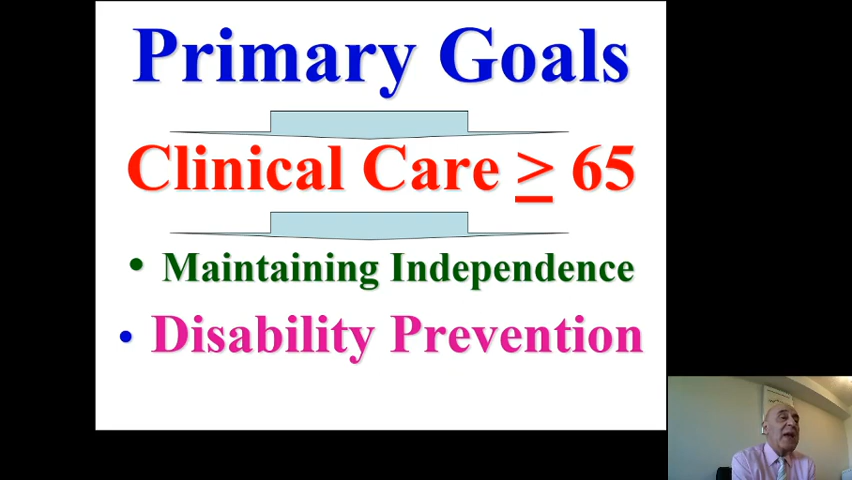 Primary Goals
Clinical Care ≥ 65
• Maintaining Independence
• Disability Prevention